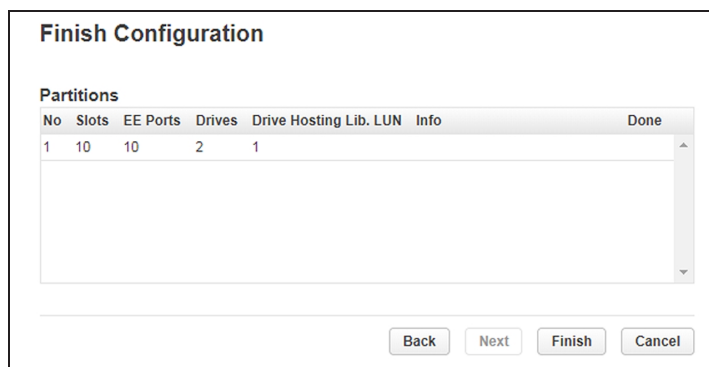 Finish Configuration
Partitions
No Slots EE Ports Drives Drive Hosting Lib. LUN Info Done
1 10 10 2 1
Back Next Finish Cancel